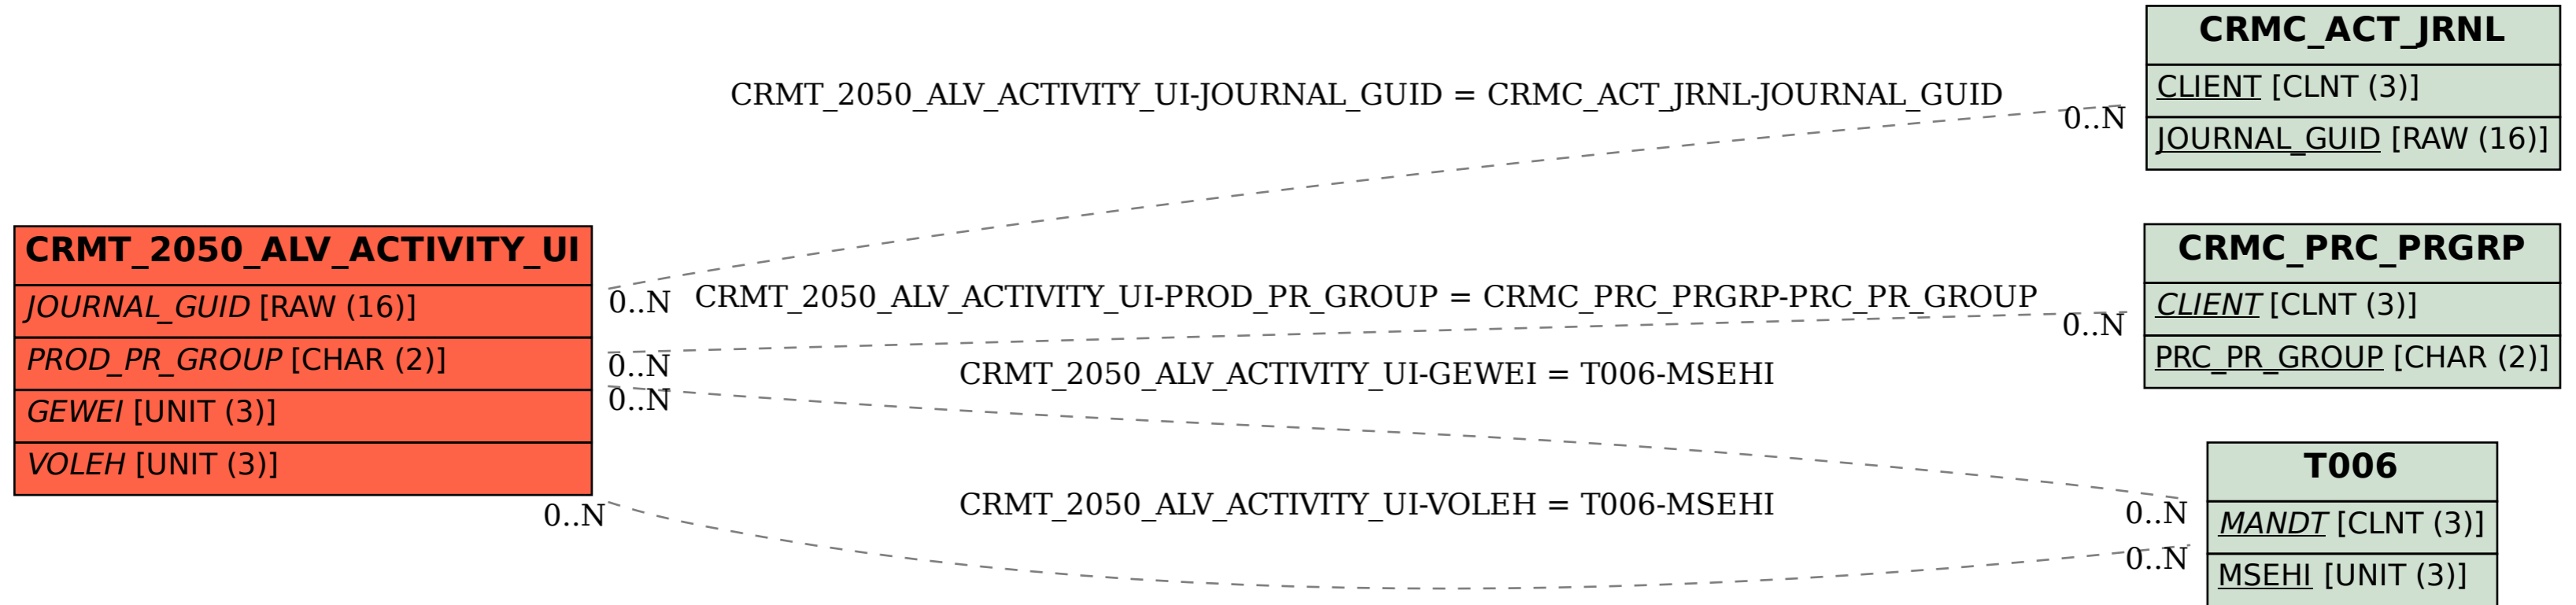 CRMC_ACT_JRNL
CLIENT [CLNT (3)]
JOURNAL_GUID [RAW (16)]
CRMT_2050_ALV_ACTIVITY_UI-JOURNAL_GUID = CRMC_ACT_JRNL-JOURNAL_GUID
0..N
CRMT_2050_ALV_ACTIVITY_UI
JOURNAL_GUID [RAW (16)]
PROD_PR_GROUP [CHAR (2)]
GEWEI [UNIT (3)]
VOLEH [UNIT (3)]
0..N
CRMT_2050_ALV_ACTIVITY_UI-PROD_PR_GROUP = CRMC_PRC_PRGRP-PRC_PR_GROUP
0..N
0..N
CRMC_PRC_PRGRP
CLIENT [CLNT (3)]
PRC_PR_GROUP [CHAR (2)]
CRMT_2050_ALV_ACTIVITY_UI-GEWEI = T006-MSEHI
0..N
0..N
CRMT_2050_ALV_ACTIVITY_UI-VOLEH = T006-MSEHI
0..N
0..N
T006
MANDT [CLNT (3)]
MSEHI [UNIT (3)]